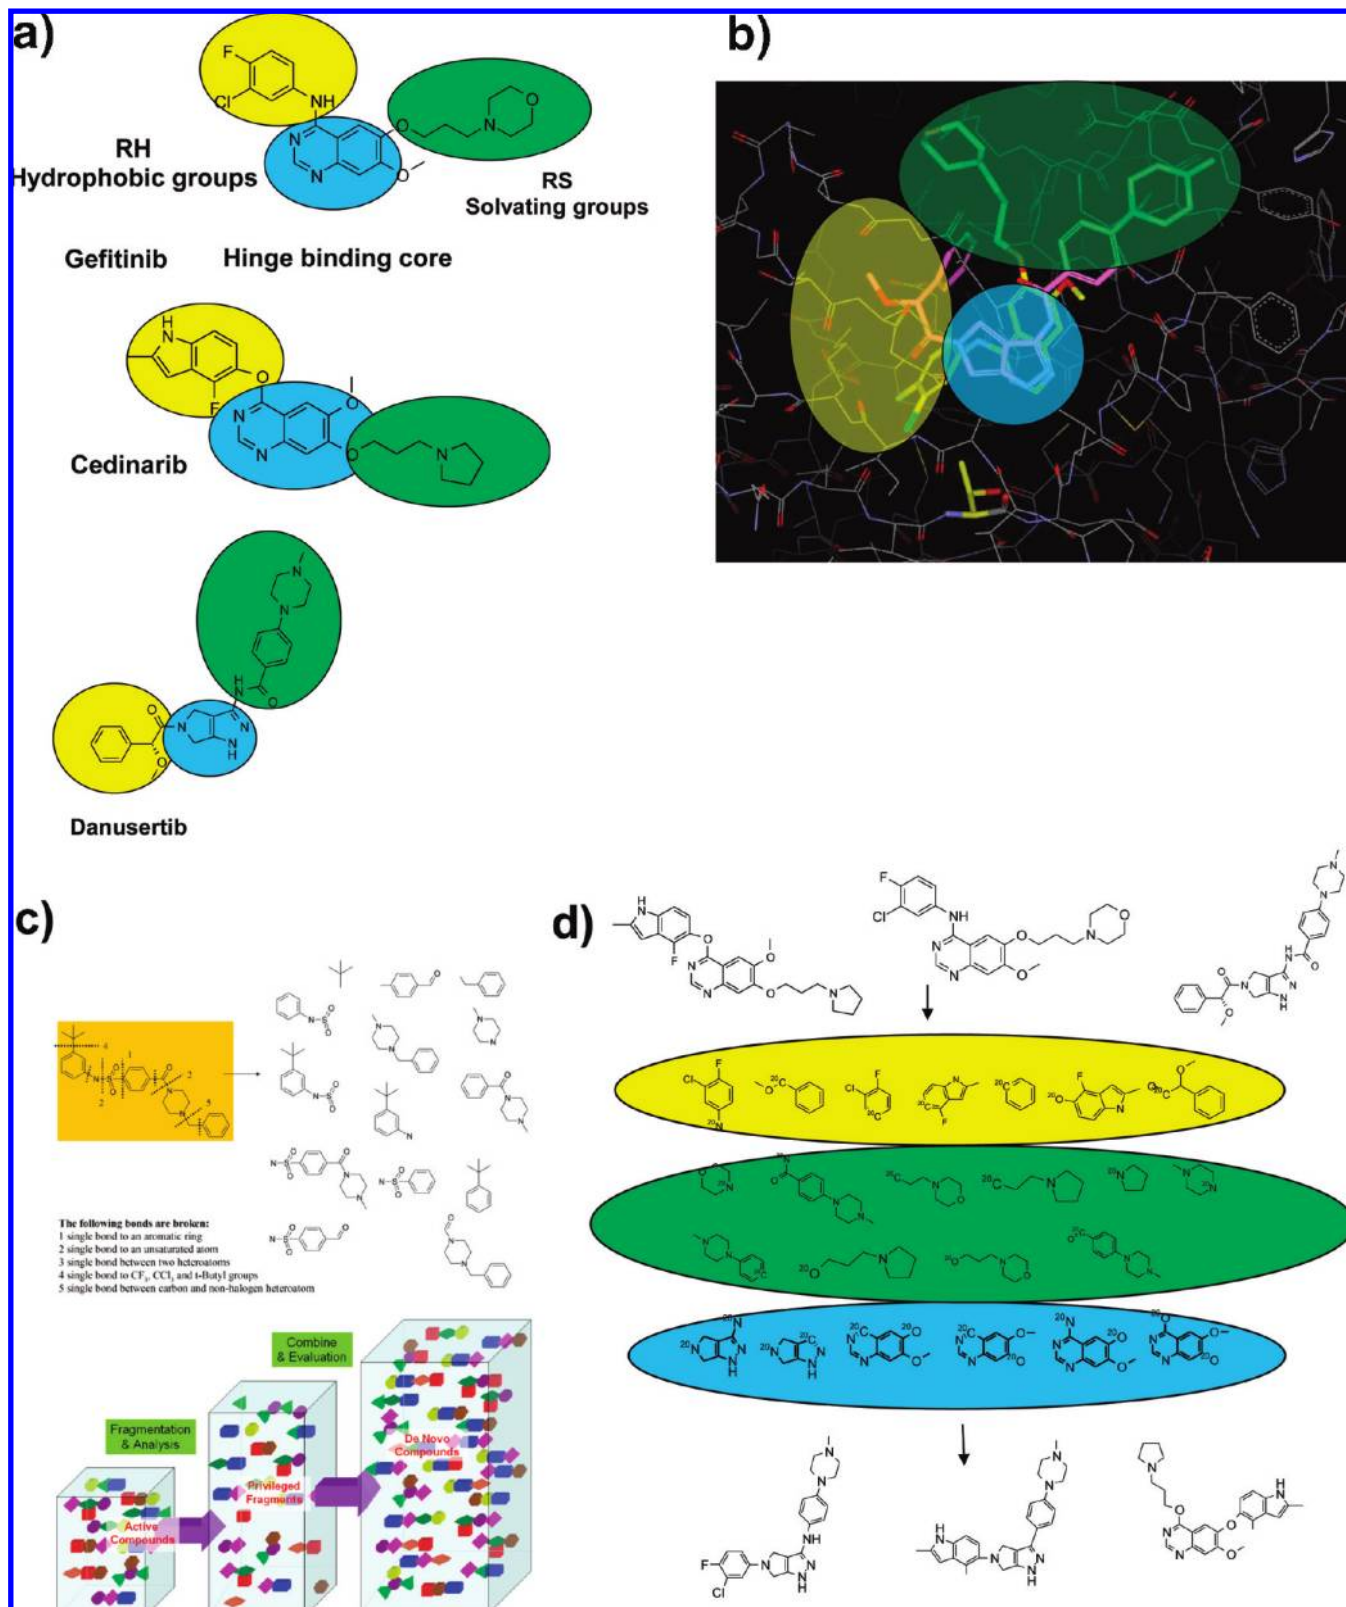 a)
b)
RH
Hydrophobic groups
RS
Solvating groups
Gefitinib
Hinge binding core
Cedinarib
Danusertib
c)
d)
The following bonds are broken:
1 single bond to an aromatic ring
2 single bond to an unsaturated atom
3 single bond between two heteroatoms
4 single bond to CF3, CCl3 and t-Butyl groups
5 single bond between carbon and non-halogen heteroatom
Combine
& Evaluation
Fragmentation
& Analysis
De Novo
Compounds
Privileged
Fragments
Active
Compounds